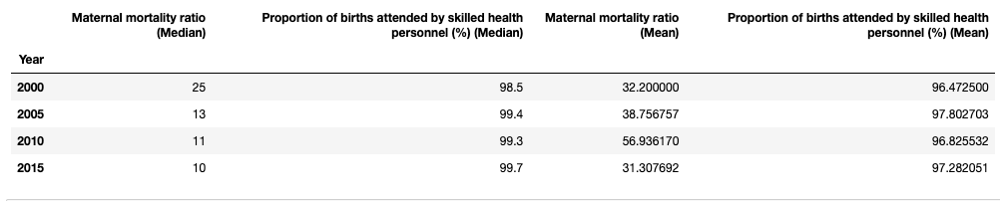 Maternal mortality ratio (Median) Proportion of births attended by skilled health personnel (%) (Median) Maternal mortality ratio (Mean) Proportion of births attended by skilled health personnel (%) (Mean)
Year
2000 25 98.5 32.200000 96.472500
2005 13 99.4 38.756757 97.802703
2010 11 99.3 56.936170 96.825532
2015 10 99.7 31.307692 97.282051